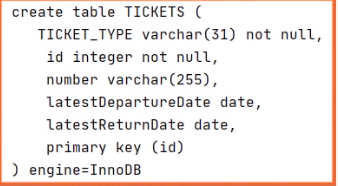 create table TICKETS (
TICKET_TYPE varchar(31) not null,
id integer not null,
number varchar(255),
latestDepartureDate date,
latestReturnDate date,
primary key (id)
) engine=InnoDB